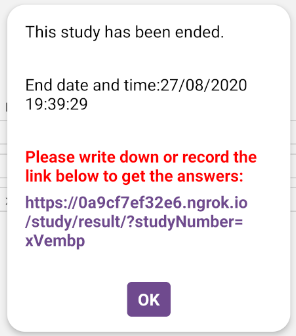 This study has been ended.
End date and time:27/08/2020
19:39:29
Please write down or record the
link below to get the answers:
https://0a9cf7ef32e6.ngrok.io
/study/result/?studyNumber=
xVembp
OK